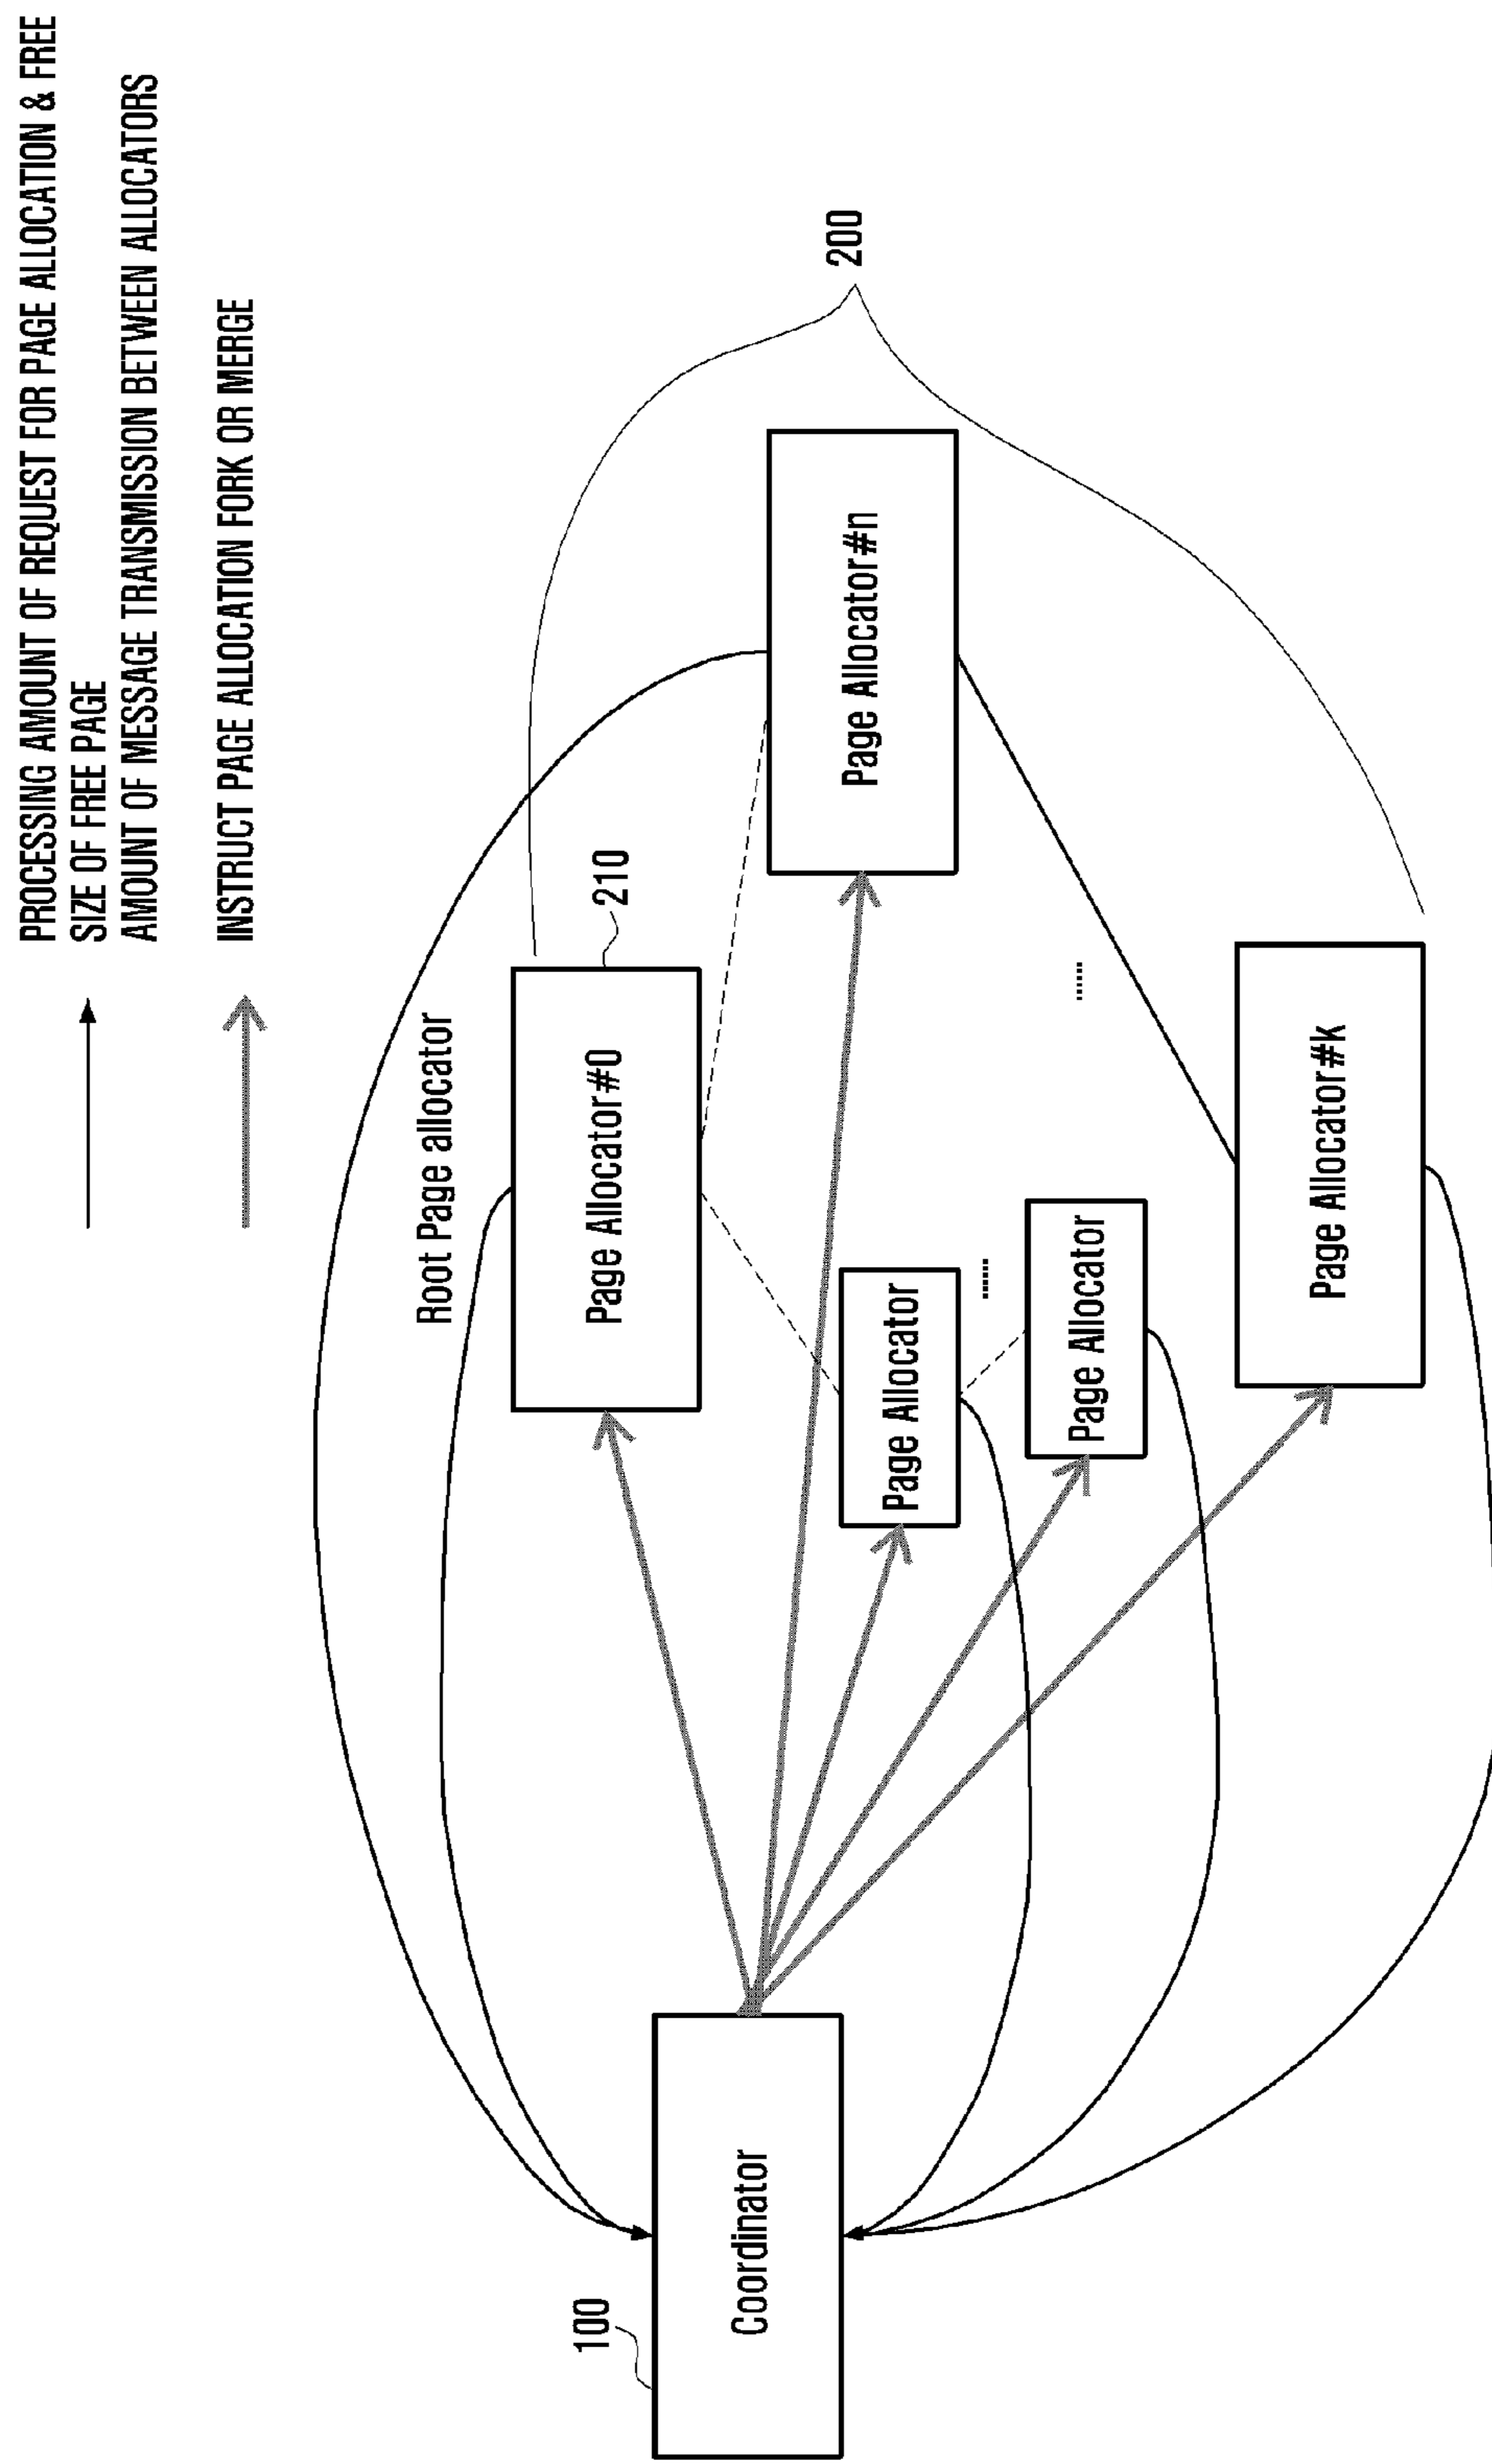 PROCESSING AMOUNT OF REQUEST FOR PAGE ALLOCATION & FREE
SIZE OF FREE PAGE
AMOUNT OF MESSAGE TRANSMISSION BETWEEN ALLOCATORS
INSTRUCT PAGE ALLOCATION FORK OR MERGE
Root Page allocator
100
Page Allocator#0
210
Coordinator
200
Page Allocator#n
Page Allocator
......
Page Allocator
......
Page Allocator#k